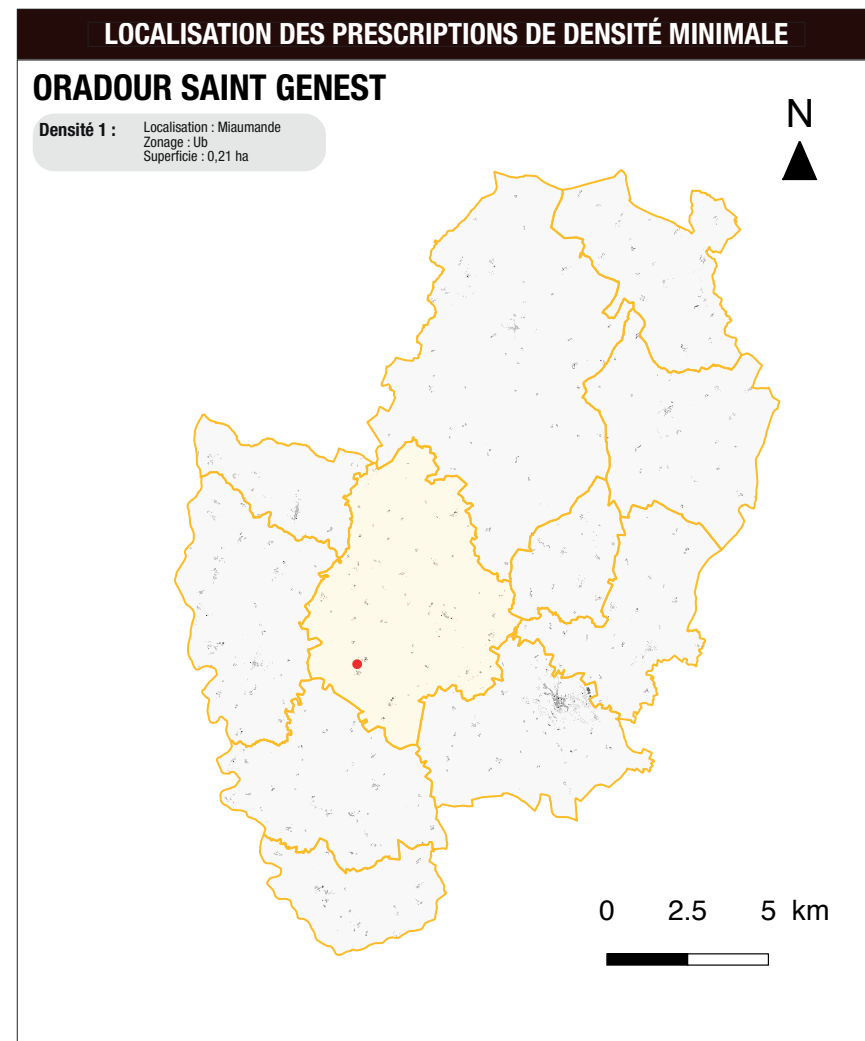 LOCALISATION DES PRESCRIPTIONS DE DENSITÉ MINIMALE
ORADOUR SAINT GENEST
Densité 1 : Localisation : Miaumande
Zonage : Ub
Superficie : 0,21 ha
N
0 2.5 5 km